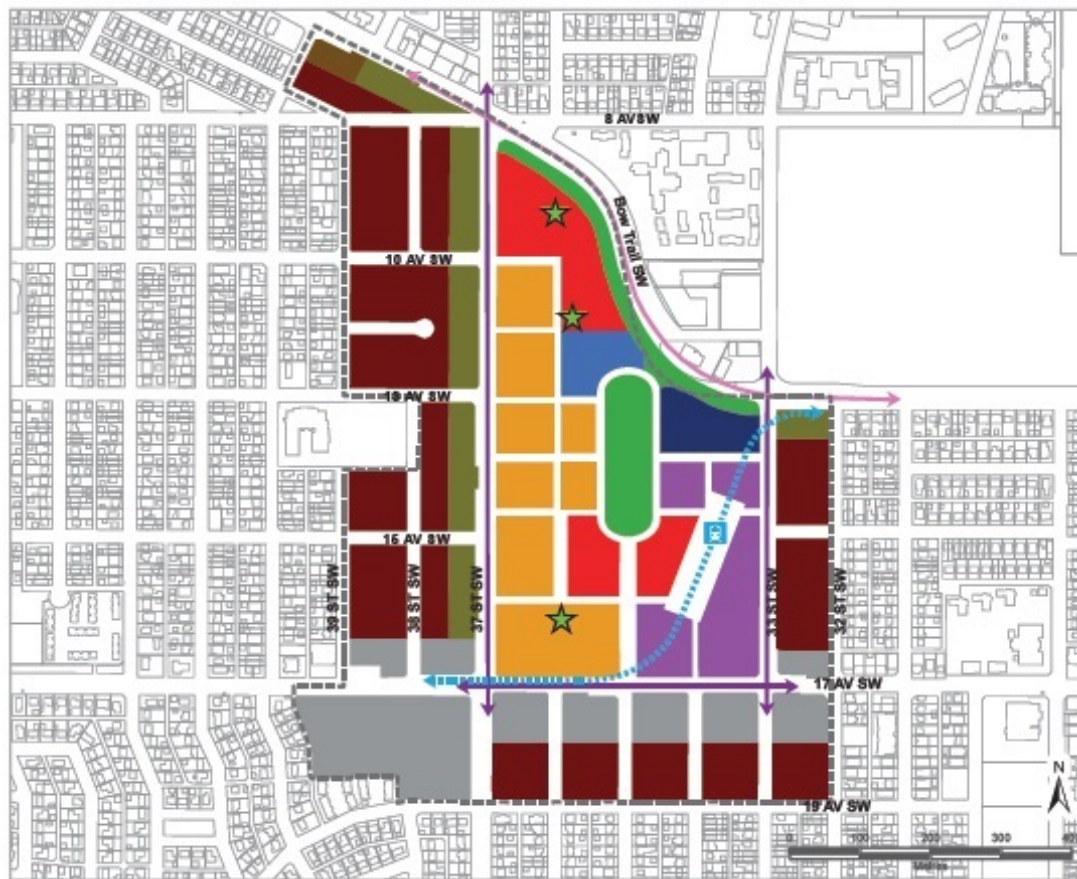 8 AV SW
Bow Trail SW
10 AV SW
13 AV SW
15 AV SW
39 ST SW
38 ST SW
37 ST SW
33 ST SW
32 ST SW
17 AV SW
19 AV SW
N
0 100 200 300
Metres